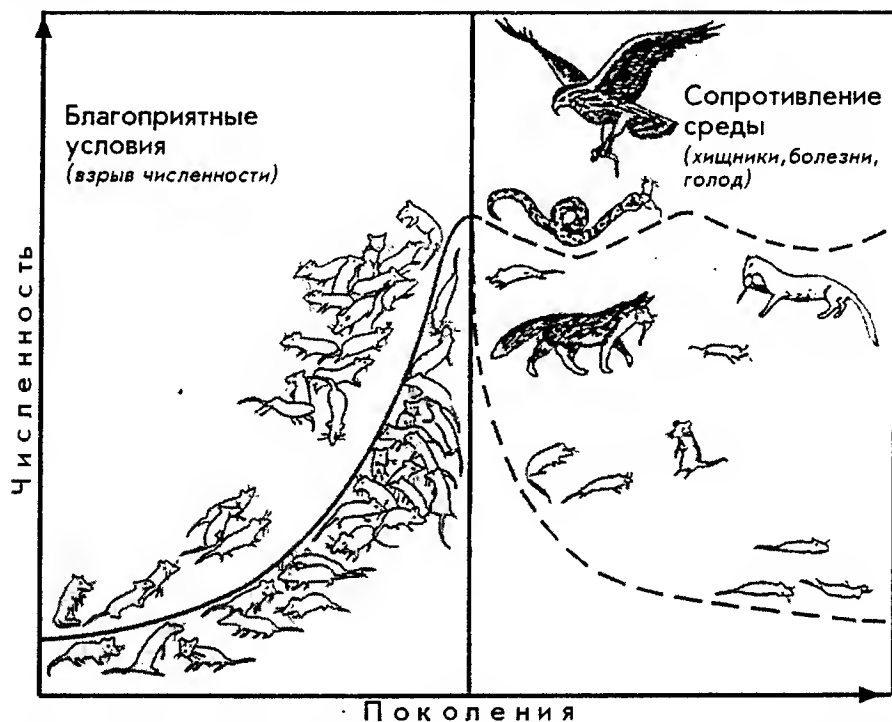 Благоприятные
условия
(взрыв численности)
Сопротивление
среды
(хищники, болезни,
голод)
Численность
Поколения